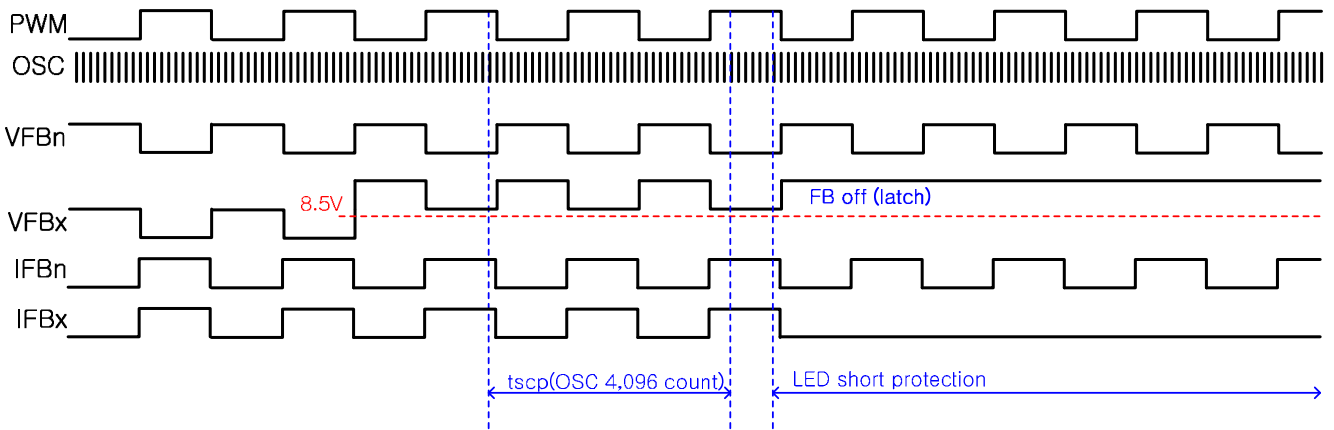 PWM
OSC
VFBn
8.5V
FB off (latch)
VFBx
IFBn
IFBx
tscp(OSC 4,096 count)
LED short protection